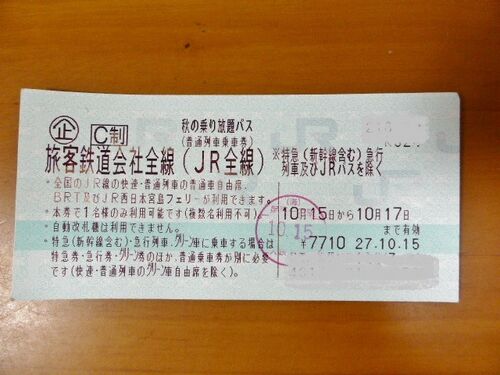 企 C制 秋の乗り放題パス
(普通列車乗車券)
旅客鉄道会社全線(JR全線) ※特急(新幹線含む)急行
列車及びJRバスを除く
・全国のJR線の快速・普通列車の普通車自由席、
BRT及びJR西日本宮島フェリーが利用できます。
・本券で1名様のみ利用可能です(複数名利用不可)
・自動改札機は利用できません。
・特急(新幹線含む)・急行列車、グリーン車に乗車する場合は
特急券・急行券・グリーン券のほか、普通乗車券が別に必要
です(快速・普通列車のグリーン車自由席を除く)。
10月15日から10月17日
まで有効
¥7710 27.10.15
10.15